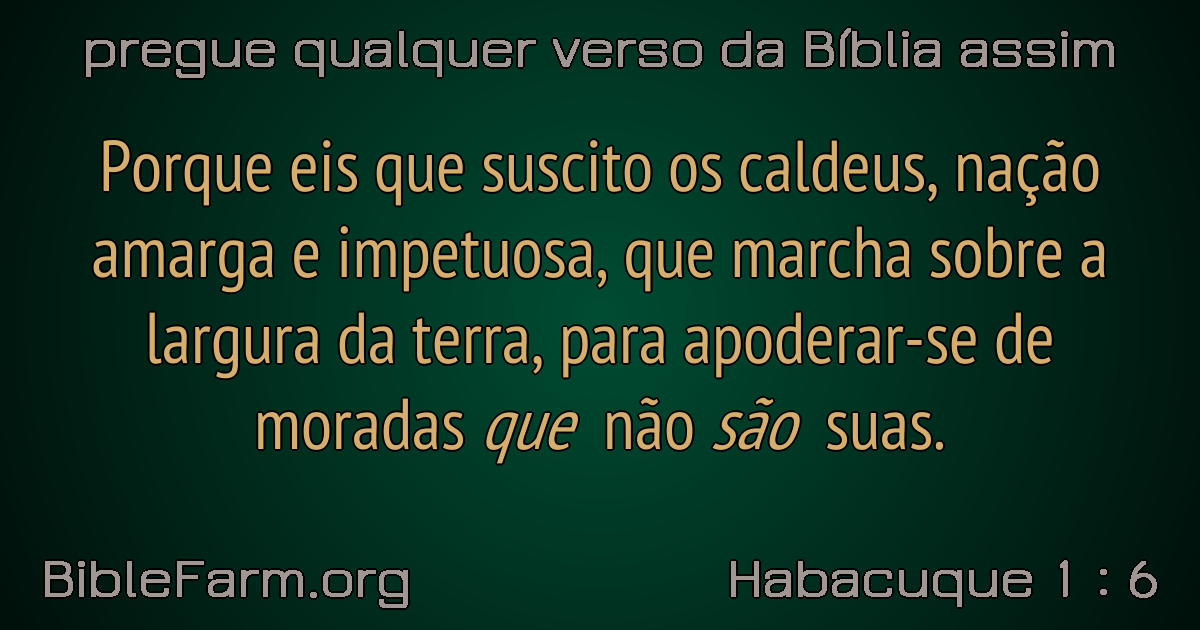 pregue qualquer verso da Bíblia assim
Porque eis que suscito os caldeus, nação
amarga e impetuosa, que marcha sobre a
largura da terra, para apoderar-se de
moradas que não são suas.
BibleFarm.org
Habacuque 1 : 6